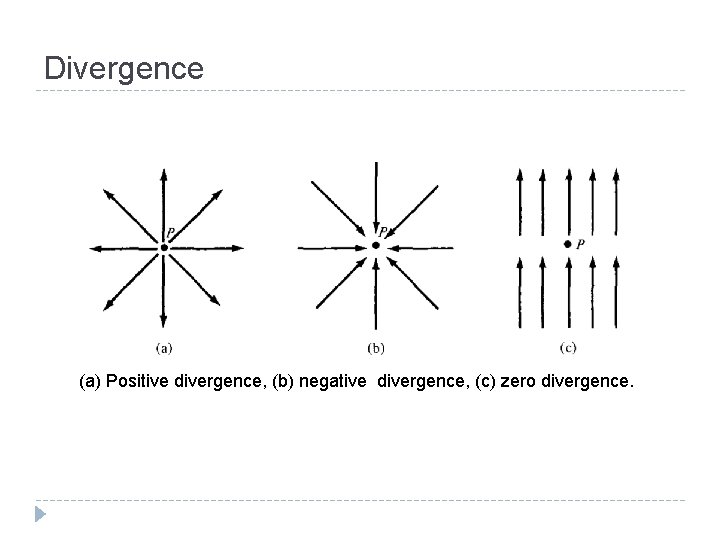 Divergence
P P P
(a) (b) (c)
(a) Positive divergence, (b) negative divergence, (c) zero divergence.